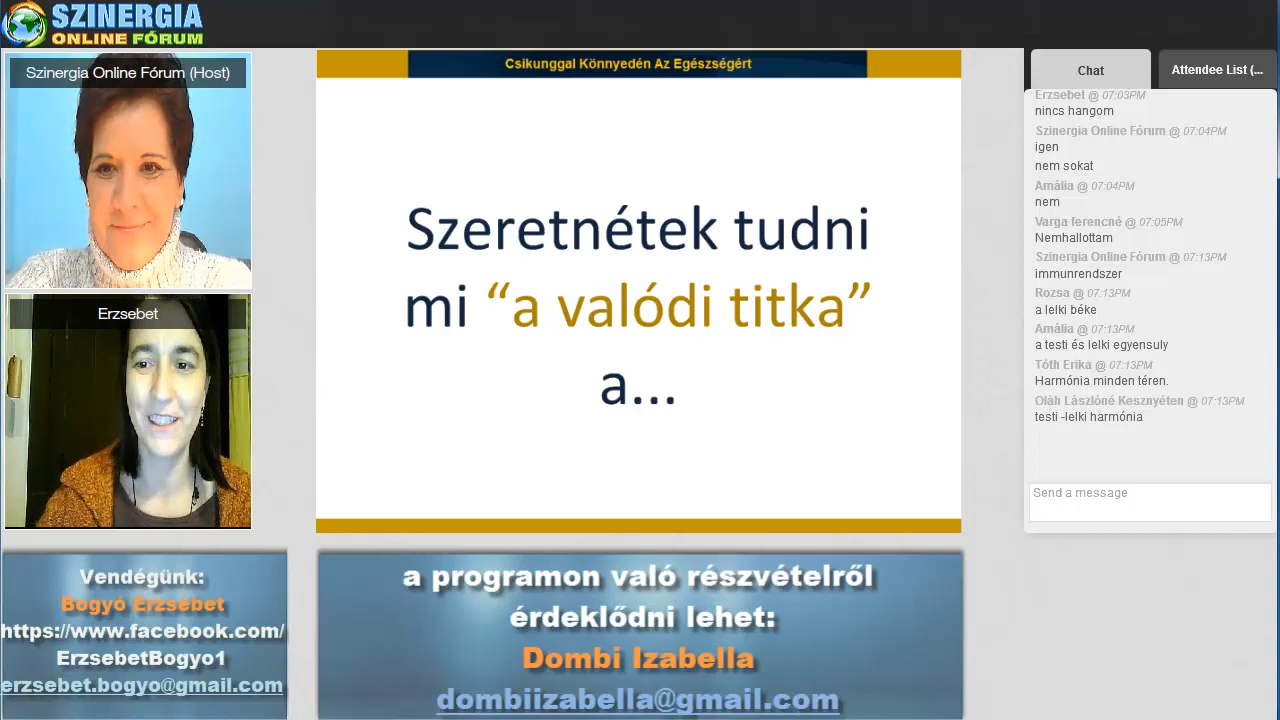 SZINERGIA
ONLINE FÓRUM
Szinergia Online Fórum (Host)
Erzsebet
Csikunggal Könnyedén Az Egészségért
Szeretnétek tudni
mi “a valódi titka”
a...
Chat
Attendee List (...
Erzsebet @ 07:03PM
nincs hangom
Szinergia Online Fórum @ 07:04PM
igen
nem sokat
Amália @ 07:04PM
nem
Varga ferencné @ 07:05PM
Nemhallottam
Szinergia Online Fórum @ 07:13PM
immunrendszer
Rozsa @ 07:13PM
a lelki béke
Amália @ 07:13PM
a testi és lelki egyensuly
Tóth Erika @ 07:13PM
Harmónia minden téren.
Oláh Lászlóné Kesznyéten @ 07:13PM
testi -lelki harmónia
Send a message
Vendégünk:
Bogyó Erzsébet
https://www.facebook.com/
ErzsebetBogyo1
erzsebet.bogyo@gmail.com
a programon való részvételről
érdeklődni lehet:
Dombi Izabella
dombiizabella@gmail.com